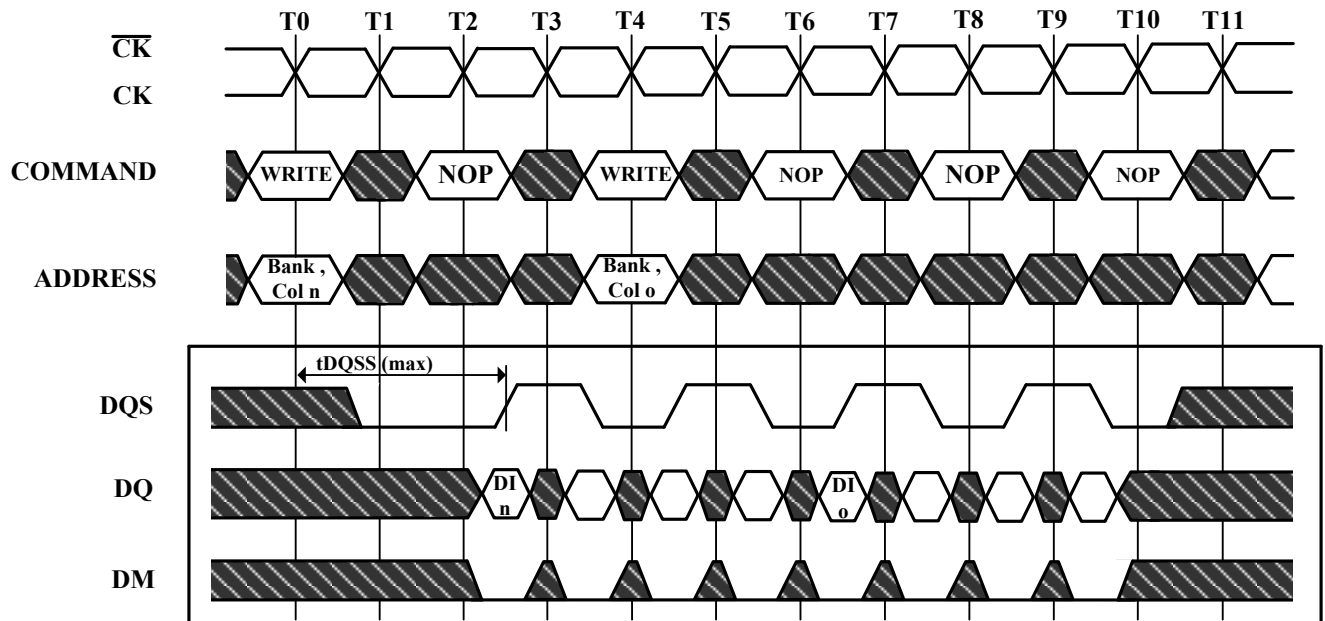 T0 T1 T2 T3 T4 T5 T6 T7 T8 T9 T10 T11
CK
CK
COMMAND WRITE NOP WRITE NOP NOP NOP
ADDRESS Bank , Bank ,
Col n Col o
tDQSS (max)
DQS
DQ DI DI
n o
DM